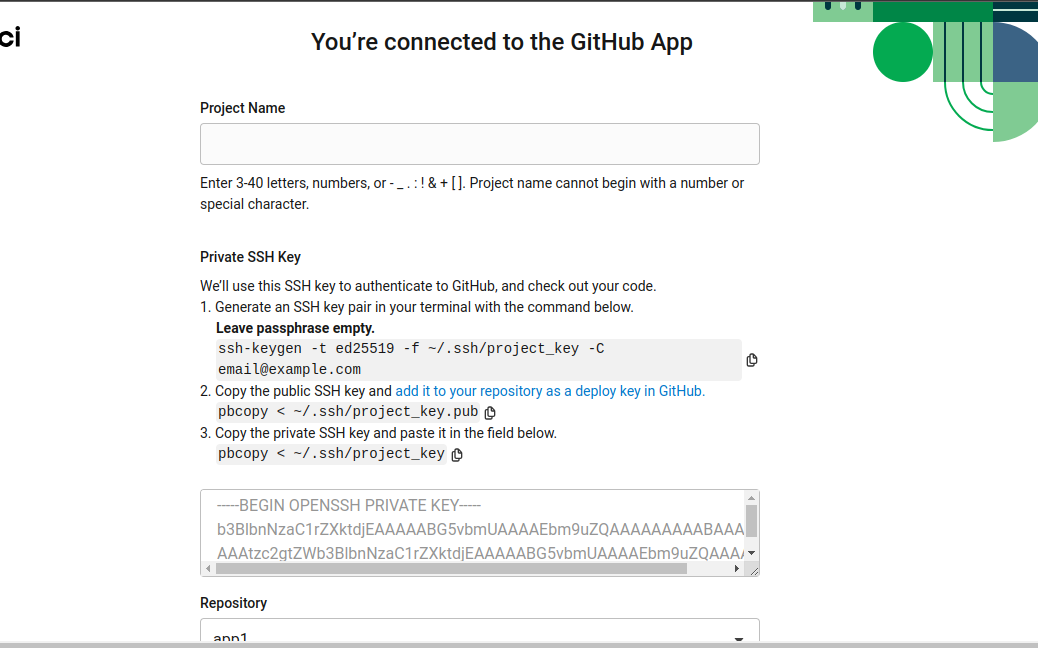 ci
You’re connected to the GitHub App
Project Name
Enter 3-40 letters, numbers, or - _ . : ! & + [ ]. Project name cannot begin with a number or
special character.
Private SSH Key
We’ll use this SSH key to authenticate to GitHub, and check out your code.
1. Generate an SSH key pair in your terminal with the command below.
Leave passphrase empty.
ssh-keygen -t ed25519 -f ~/.ssh/project_key -C
email@example.com
2. Copy the public SSH key and add it to your repository as a deploy key in GitHub.
pbcopy < ~/.ssh/project_key.pub
3. Copy the private SSH key and paste it in the field below.
pbcopy < ~/.ssh/project_key
-----BEGIN OPENSSH PRIVATE KEY-----
b3BlbnNzaC1rZXktdjEAAAAABG5vbmUAAAAEbm9uZQAAAAAAAAABAAA
AAAtzc2gtZWb3BlbnNzaC1rZXktdjEAAAAABG5vbmUAAAAEbm9uZQAAA
Repository
app1